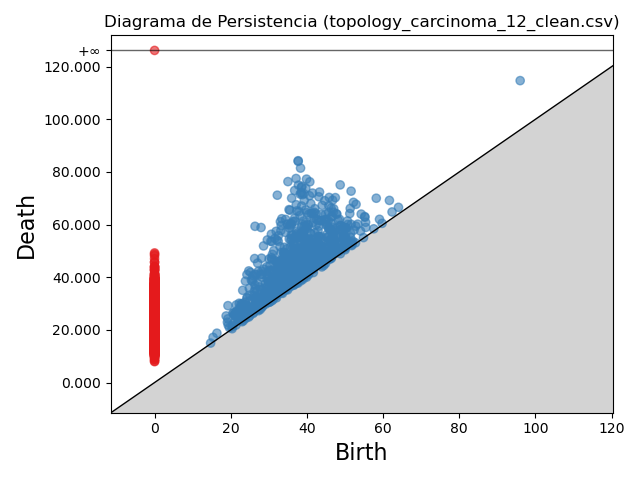 Diagrama de Persistencia (topology_carcinoma_12_clean.csv)
+∞
120.000
100.000
80.000
60.000
40.000
20.000
0.000
Death
0 20 40 60 80 100 120
Birth